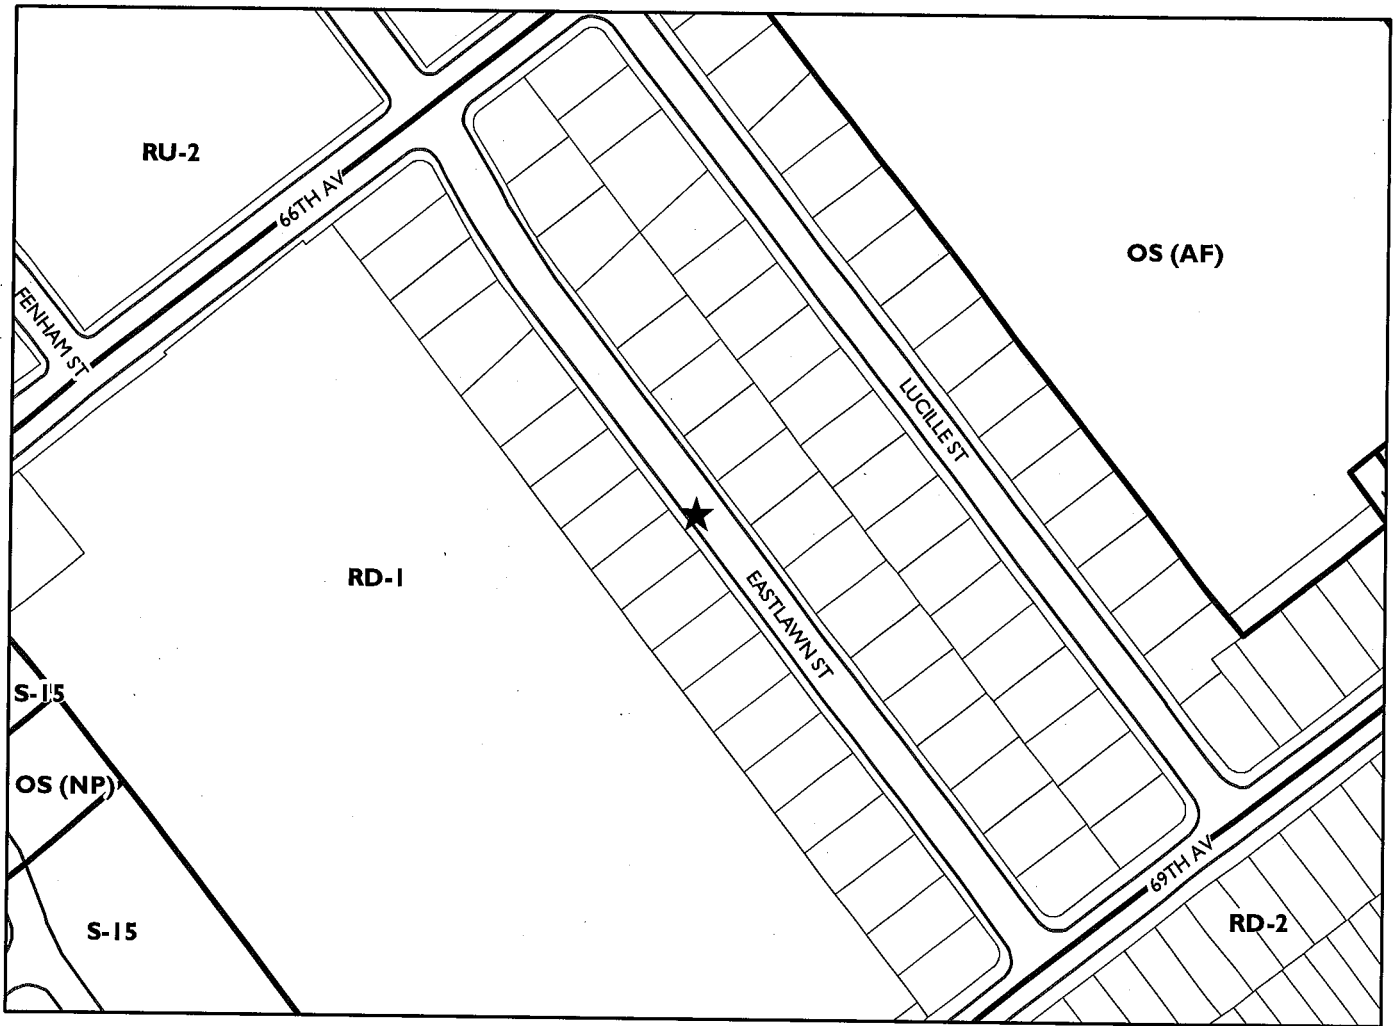 RU-2
66TH AV
OS (AF)
FENHAM ST
LUCILLE ST
RD-1
EASTLAWN ST
S-15
OS (NP)
69TH AV
S-15
RD-2